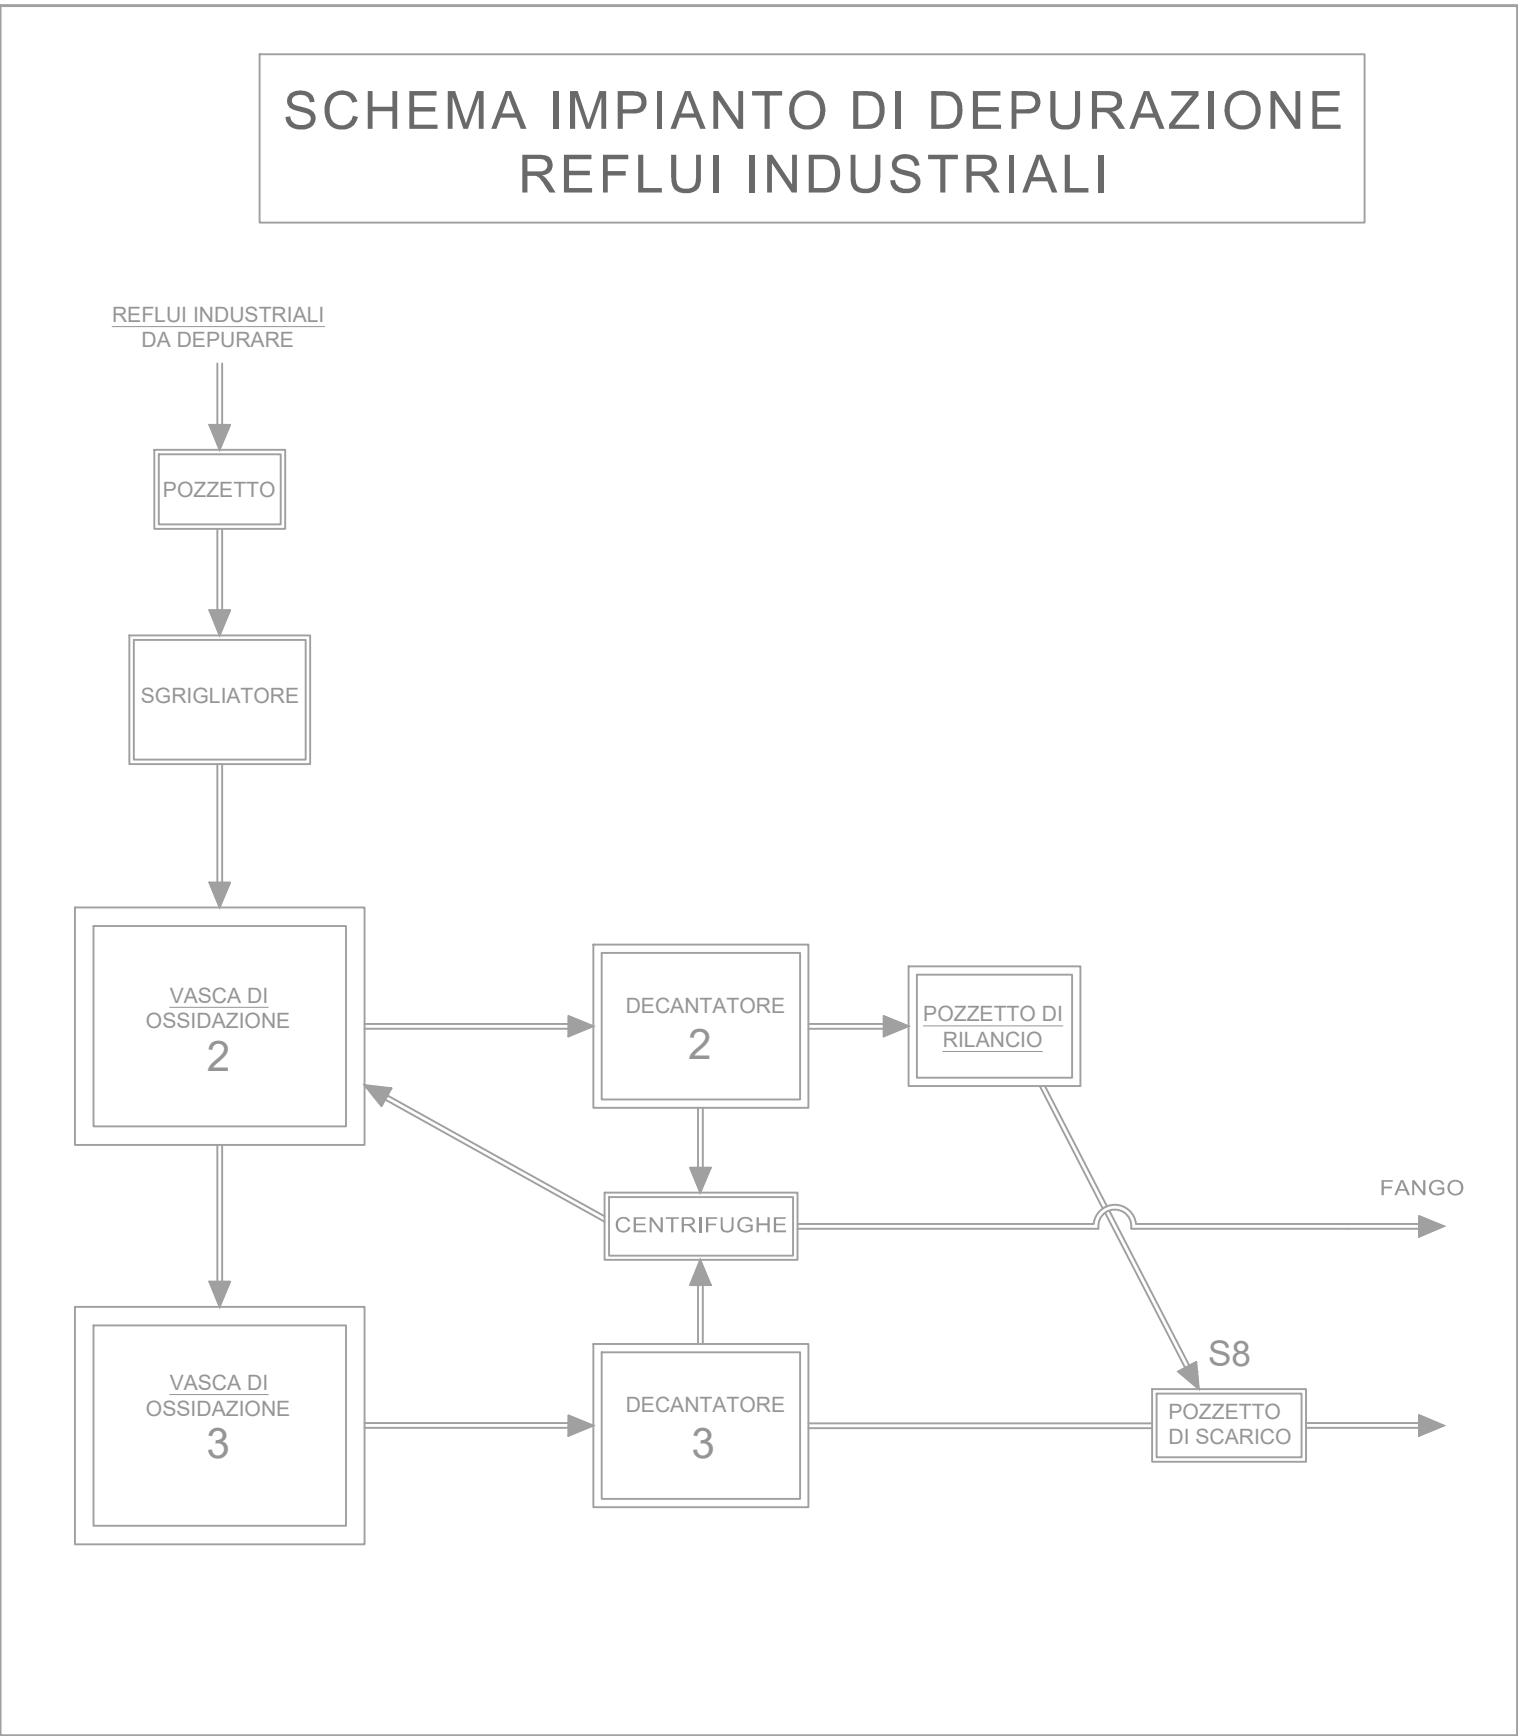 SCHEMA IMPIANTO DI DEPURAZIONE
REFLUI INDUSTRIALI
REFLUI INDUSTRIALI
DA DEPURARE
POZZETTO
SGRIGLIATORE
VASCA DI
OSSIDAZIONE
2
DECANTATORE
2
POZZETTO DI
RILANCIO
CENTRIFUGHE
FANGO
VASCA DI
OSSIDAZIONE
3
DECANTATORE
3
S8
POZZETTO
DI SCARICO